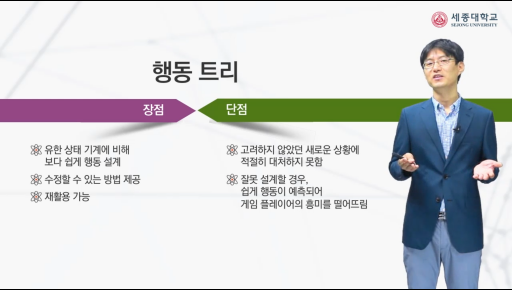 세종대학교
SEJONG UNIVERSITY
행동 트리
장점
단점
유한 상태 기계에 비해
보다 쉽게 행동 설계
수정할 수 있는 방법 제공
재활용 가능
고려하지 않았던 새로운 상황에
적절히 대처하지 못함
잘못 설계할 경우,
쉽게 행동이 예측되어
게임 플레이어의 흥미를 떨어뜨림